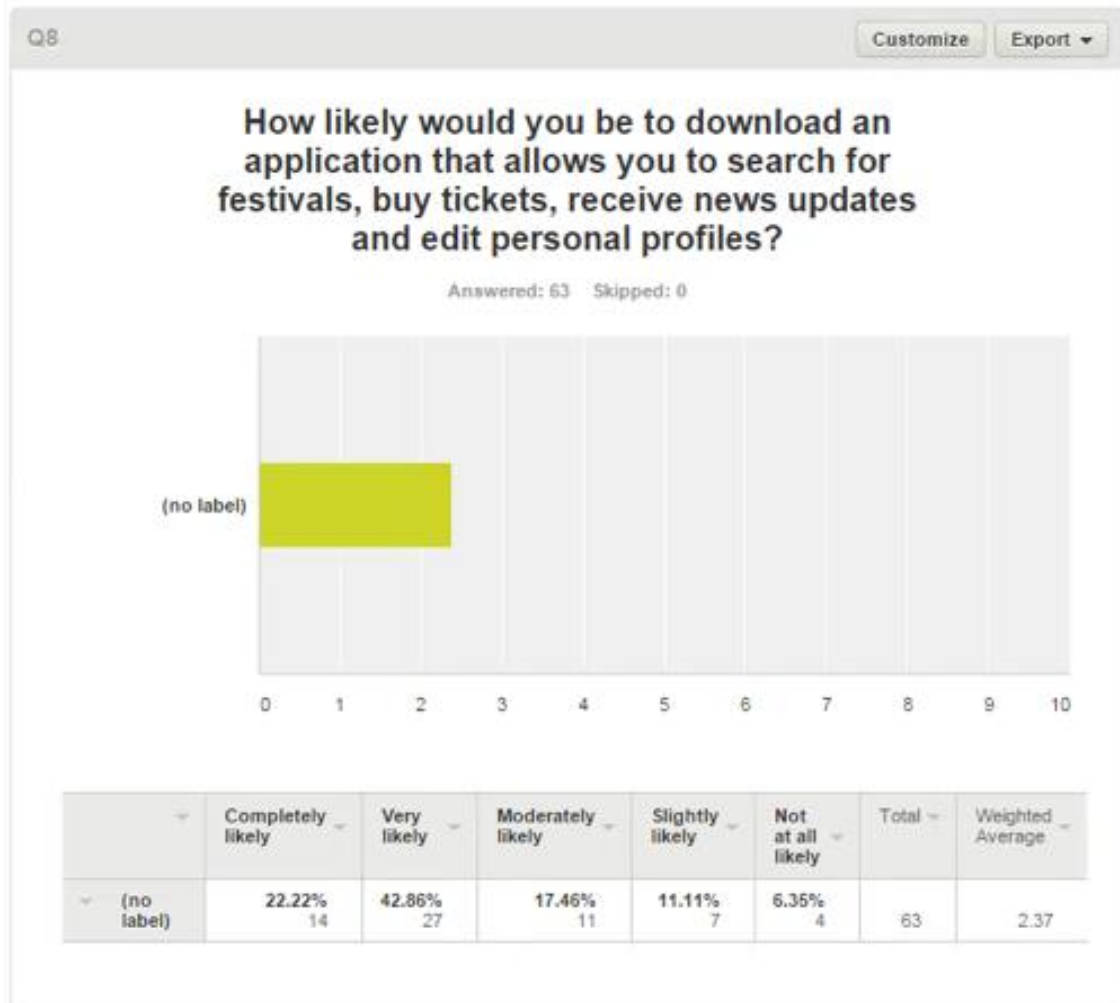 Q8
Customize
Export
How likely would you be to download an
application that allows you to search for
festivals, buy tickets, receive news updates
and edit personal profiles?
Answered: 63 Skipped: 0
(no label)
0 1 2 3 4 5 6 7 8 9 10
Completely likely Very likely Moderately likely Slightly likely Not at all likely Total Weighted Average
(no label) 22.22% 14 42.86% 27 17.46% 11 11.11% 7 6.35% 4 63 2.37